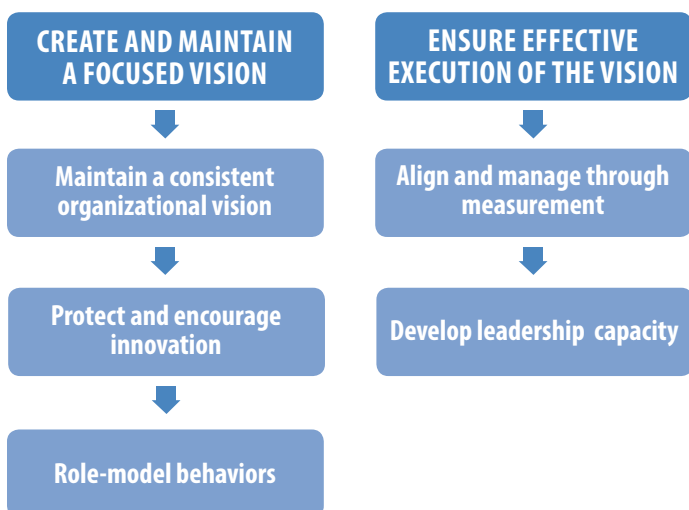 CREATE AND MAINTAIN
A FOCUSED VISION
Maintain a consistent
organizational vision
Protect and encourage
innovation
Role-model behaviors
ENSURE EFFECTIVE
EXECUTION OF THE VISION
Align and manage through
measurement
Develop leadership capacity